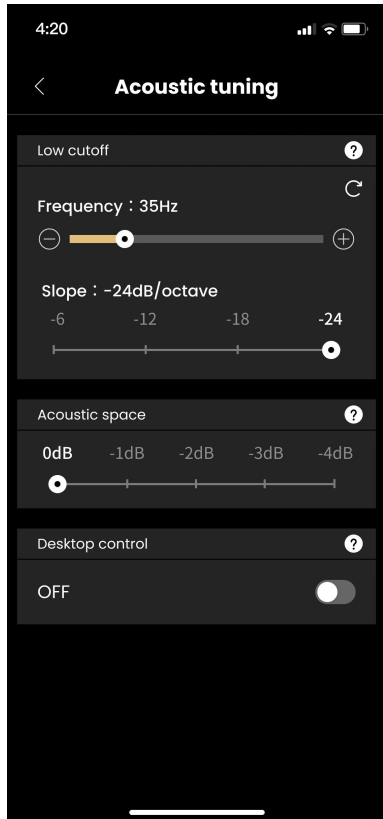 4:20
Acoustic tuning
Low cutoff ?
Frequency：35Hz
Slope：-24dB/octave
-6 -12 -18 -24
Acoustic space ?
0dB -1dB -2dB -3dB -4dB
Desktop control ?
OFF